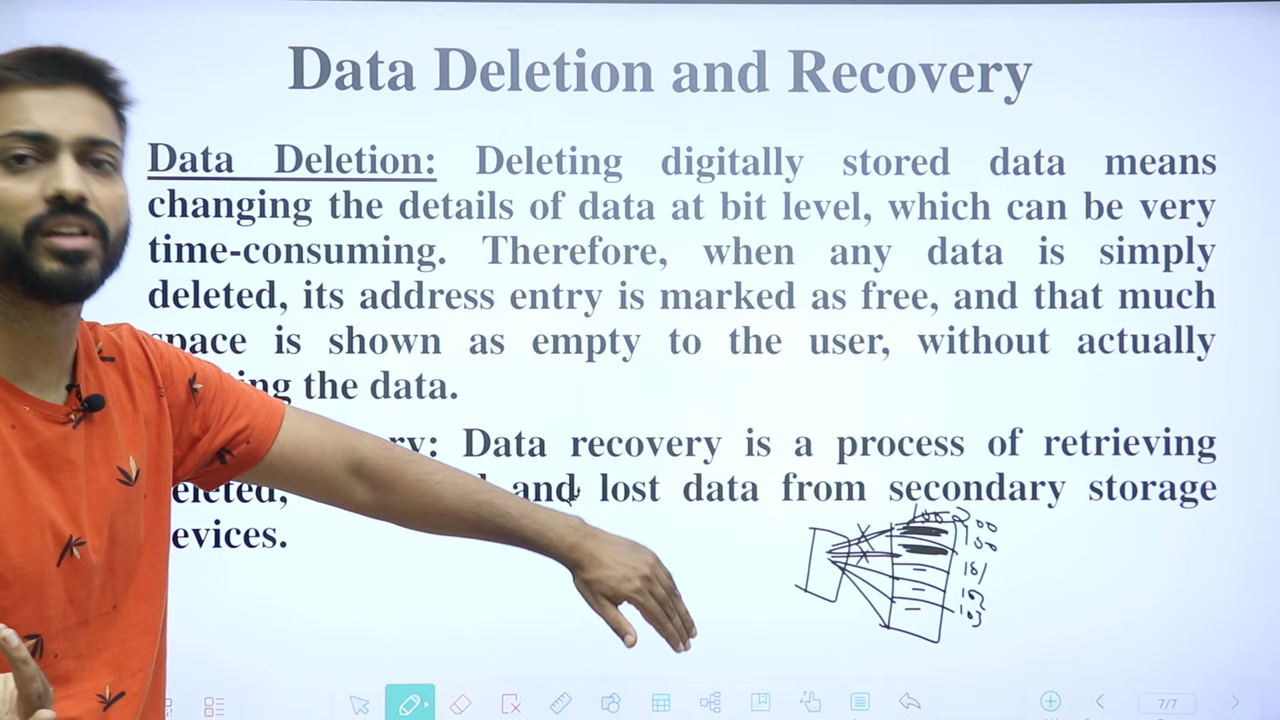 Data Deletion and Recovery
Data Deletion: Deleting digitally stored data means
changing the details of data at bit level, which can be very
time-consuming. Therefore, when any data is simply
deleted, its address entry is marked as free, and that much
space is shown as empty to the user, without actually
the data.
Data recovery is a process of retrieving
and lost data from secondary storage
devices.
7/7